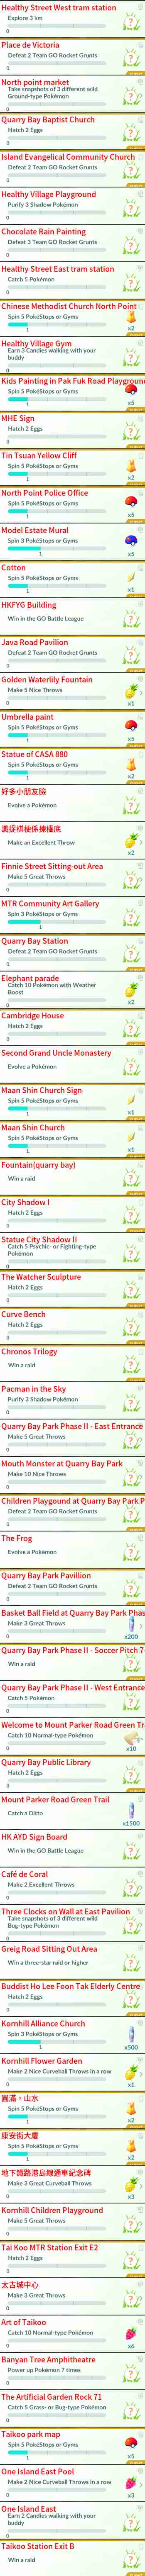 Healthy Street West tram station
Explore 3 km
0
Place de Victoria
Defeat 2 Team GO Rocket Grunts
0
North point market
Take snapshots of 3 different wild
Ground-type Pokémon
0
Quarry Bay Baptist Church
Hatch 2 Eggs
0
Island Evangelical Community Church
Defeat 2 Team GO Rocket Grunts
0
Healthy Village Playground
Purify 3 Shadow Pokémon
0
Chocolate Rain Painting
Defeat 3 Team GO Rocket Grunts
0
Healthy Street East tram station
Catch 5 Pokémon
0
Chinese Methodist Church North Point
Spin 5 PokéStops or Gyms
1
x2
Healthy Village Gym
Earn 3 Candies walking with your
buddy
0
Kids Painting in Pak Fuk Road Playground
Spin 5 PokéStops or Gyms
1
x5
MHE Sign
Hatch 2 Eggs
0
Tin Tsuan Yellow Cliff
Spin 5 PokéStops or Gyms
1
x2
North Point Police Office
Spin 5 PokéStops or Gyms
1
x5
Model Estate Mural
Spin 3 PokéStops or Gyms
1
x5
Cotton
Spin 5 PokéStops or Gyms
1
x1
HKFYG Building
Win in the GO Battle League
Java Road Pavilion
Defeat 2 Team GO Rocket Grunts
0
Golden Waterlily Fountain
Make 5 Nice Throws
0
x1
Umbrella paint
Spin 5 PokéStops or Gyms
1
x5
Statue of CASA 880
Spin 5 PokéStops or Gyms
1
x2
好多小朋友臉
Evolve a Pokémon
識捉棋梗係揀橋底
Make an Excellent Throw
x2
Finnie Street Sitting-out Area
Make 5 Great Throws
0
MTR Community Art Gallery
Spin 3 PokéStops or Gyms
1
Quarry Bay Station
Defeat 2 Team GO Rocket Grunts
0
Elephant parade
Catch 10 Pokémon with Weather
Boost
0
x2
Cambridge House
Hatch 2 Eggs
0
Second Grand Uncle Monastery
Evolve a Pokémon
Maan Shin Church Sign
Spin 5 PokéStops or Gyms
1
x1
Maan Shin Church
Spin 5 PokéStops or Gyms
1
x1
Fountain(quarry bay)
Win a raid
City Shadow I
Hatch 2 Eggs
0
Statue City Shadow II
Catch 5 Psychic- or Fighting-type
Pokémon
0
The Watcher Sculpture
Hatch 2 Eggs
0
Curve Bench
Hatch 2 Eggs
0
Chronos Trilogy
Win a raid
Pacman in the Sky
Purify 3 Shadow Pokémon
0
Quarry Bay Park Phase II - East Entrance
Make 5 Great Throws
0
Mouth Monster at Quarry Bay Park
Make 10 Nice Throws
0
Children Playgound at Quarry Bay Park P
Defeat 2 Team GO Rocket Grunts
0
The Frog
Evolve a Pokémon
Quarry Bay Park Pavillion
Defeat 2 Team GO Rocket Grunts
0
Basket Ball Field at Quarry Bay Park Phas
Make 3 Great Throws
0
x200
Quarry Bay Park Phase II - Soccer Pitch 7-
Win a raid
Quarry Bay Park Phase II - West Entrance
Catch 5 Pokémon
0
Welcome to Mount Parker Road Green Tr
Catch 10 Normal-type Pokémon
0
x10
Quarry Bay Public Library
Hatch 2 Eggs
0
Mount Parker Road Green Trail
Catch a Ditto
x1500
HK AYD Sign Board
Win in the GO Battle League
Café de Coral
Make 2 Excellent Throws
0
Three Clocks on Wall at East Pavilion
Take snapshots of 3 different wild
Bug-type Pokémon
0
Greig Road Sitting Out Area
Win a three-star raid or higher
Buddist Ho Lee Foon Tak Elderly Centre
Hatch 2 Eggs
0
Kornhill Alliance Church
Spin 3 PokéStops or Gyms
1
x500
Kornhill Flower Garden
Make 2 Nice Curveball Throws in a row
0
x1
圓滿，山水
Spin 5 PokéStops or Gyms
1
x2
康安街大廈
Spin 5 PokéStops or Gyms
1
x2
地下鐵路港島線通車紀念碑
Make 3 Great Curveball Throws
0
x3
Kornhill Children Playground
Make 5 Great Throws
0
Tai Koo MTR Station Exit E2
Hatch 2 Eggs
0
太古城中心
Make 3 Great Throws
0
Art of Taikoo
Catch 10 Normal-type Pokémon
0
x6
Banyan Tree Amphitheatre
Power up Pokémon 7 times
0
The Artificial Garden Rock 71
Catch 5 Grass- or Bug-type Pokémon
0
Taikoo park map
Spin 5 PokéStops or Gyms
1
x5
One Island East Pool
Make 2 Nice Curveball Throws in a row
0
x3
One Island East
Earn 2 Candies walking with your
buddy
0
Taikoo Station Exit B
Win a raid